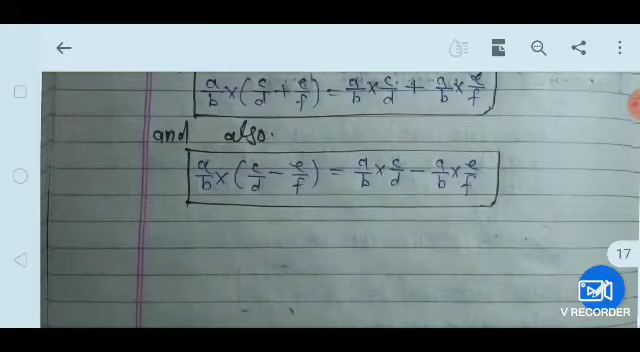 a/b × (c/d + e/f) = a/b × c/d + a/b × e/f
and also.
a/b × (c/d − e/f) = a/b × c/d − a/b × e/f
17
V RECORDER